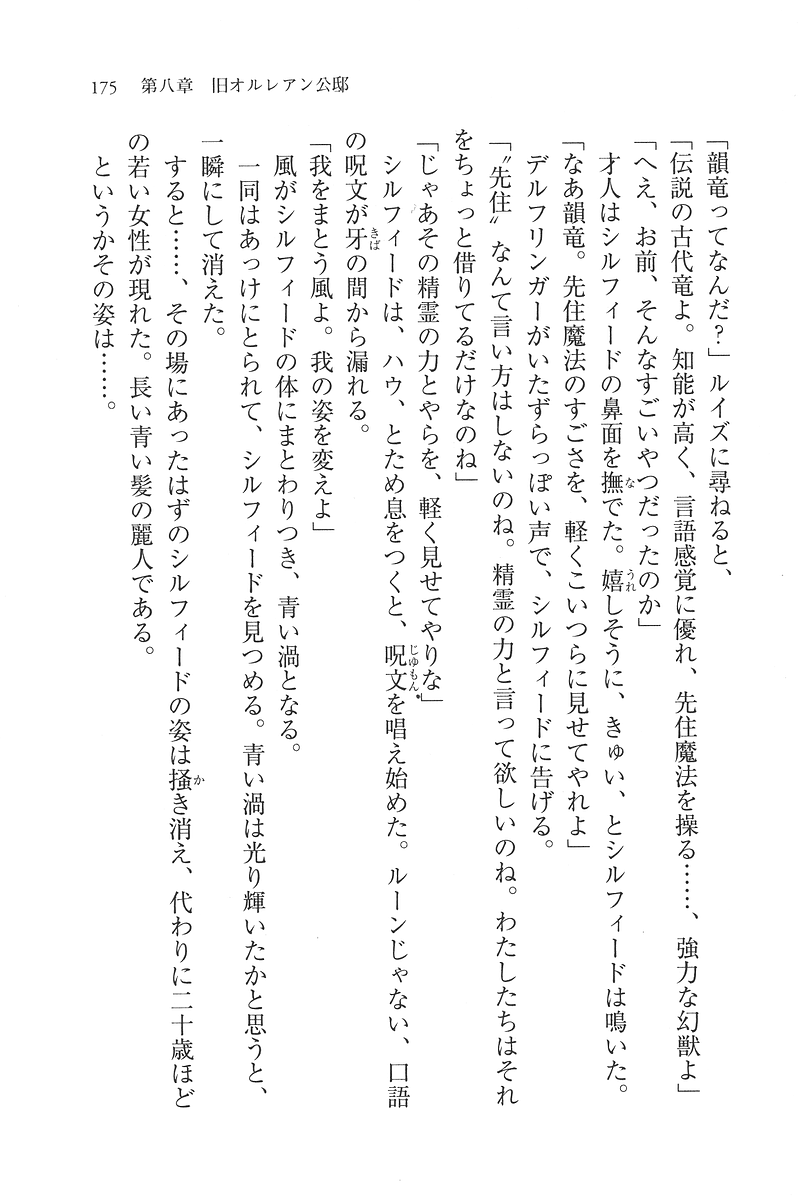 175　第八章　旧オルレアン公邸
「韻竜ってなんだ？」ルイズに尋ねると、
「伝説の古代竜よ。知能が高く、言語感覚に優れ、先住魔法を操る……、強力な幻獣よ」
「へえ、お前、そんなすごいやつだったのか」
才人はシルフィードの鼻面を撫でた。嬉しそうに、きゅい、とシルフィードは鳴いた。
「なあ韻竜。先住魔法のすごさを、軽くこいつらに見せてやれよ」
デルフリンガーがいたずらっぽい声で、シルフィードに告げる。
「〝先住〟なんて言い方はしないのね。精霊の力と言って欲しいのね。わたしたちはそれ
をちょっと借りてるだけなのね」
「じゃあその精霊の力とやらを、軽く見せてやりな」
シルフィードは、ハウ、とため息をつくと、呪文を唱え始めた。ルーンじゃない、口語
の呪文が牙の間から漏れる。
「我をまとう風よ。我の姿を変えよ」
風がシルフィードの体にまとわりつき、青い渦となる。
一同はあっけにとられて、シルフィードを見つめる。青い渦は光り輝いたかと思うと、
一瞬にして消えた。
すると……、その場にあったはずのシルフィードの姿は掻き消え、代わりに二十歳ほど
の若い女性が現れた。長い青い髪の麗人である。
というかその姿は……。